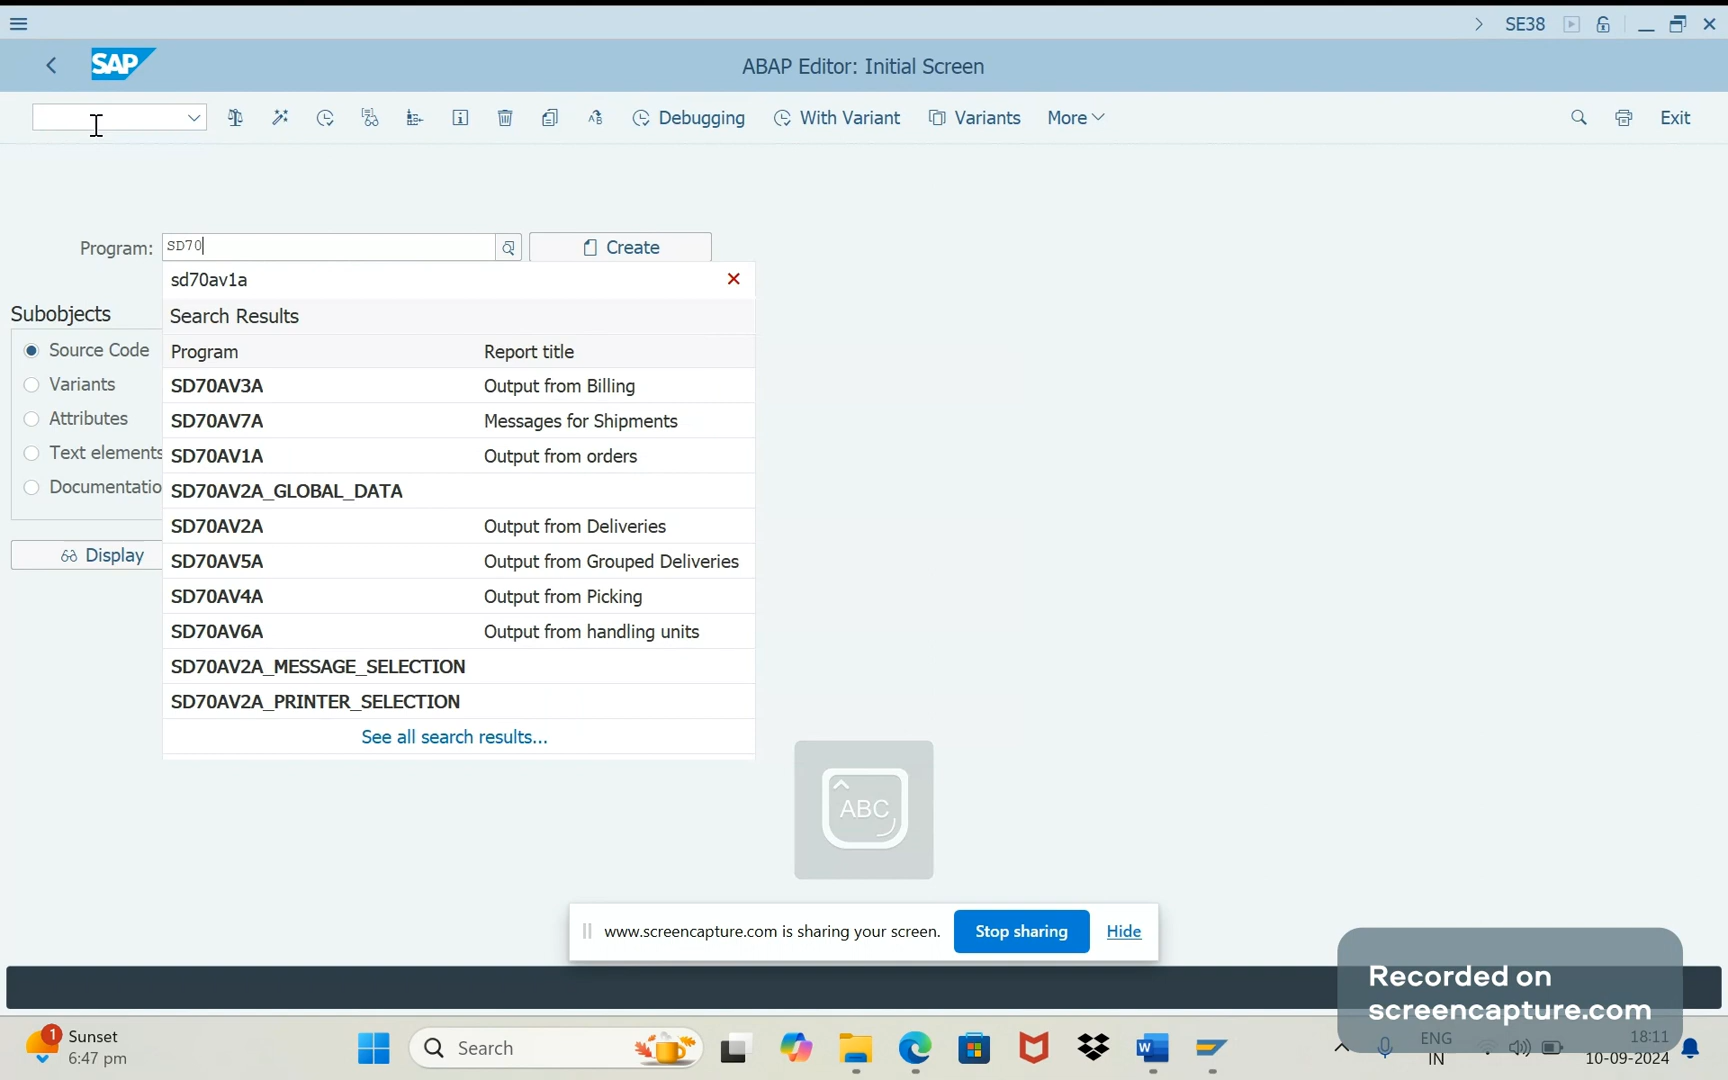 SE38
SAP
ABAP Editor: Initial Screen
Debugging With Variant Variants More Exit
Program: SD70 Create
sd70av1a
Subobjects
Search Results
Source Code
Program Report title
Variants
SD70AV3A Output from Billing
Attributes
SD70AV7A Messages for Shipments
Text elements
SD70AV1A Output from orders
Documentatio
SD70AV2A_GLOBAL_DATA
SD70AV2A Output from Deliveries
Display
SD70AV5A Output from Grouped Deliveries
SD70AV4A Output from Picking
SD70AV6A Output from handling units
SD70AV2A_MESSAGE_SELECTION
SD70AV2A_PRINTER_SELECTION
See all search results...
ABC
www.screencapture.com is sharing your screen. Stop sharing Hide
Recorded on
screencapture.com
1
Sunset
6:47 pm
Search
ENG
IN
18:11
10-09-2024